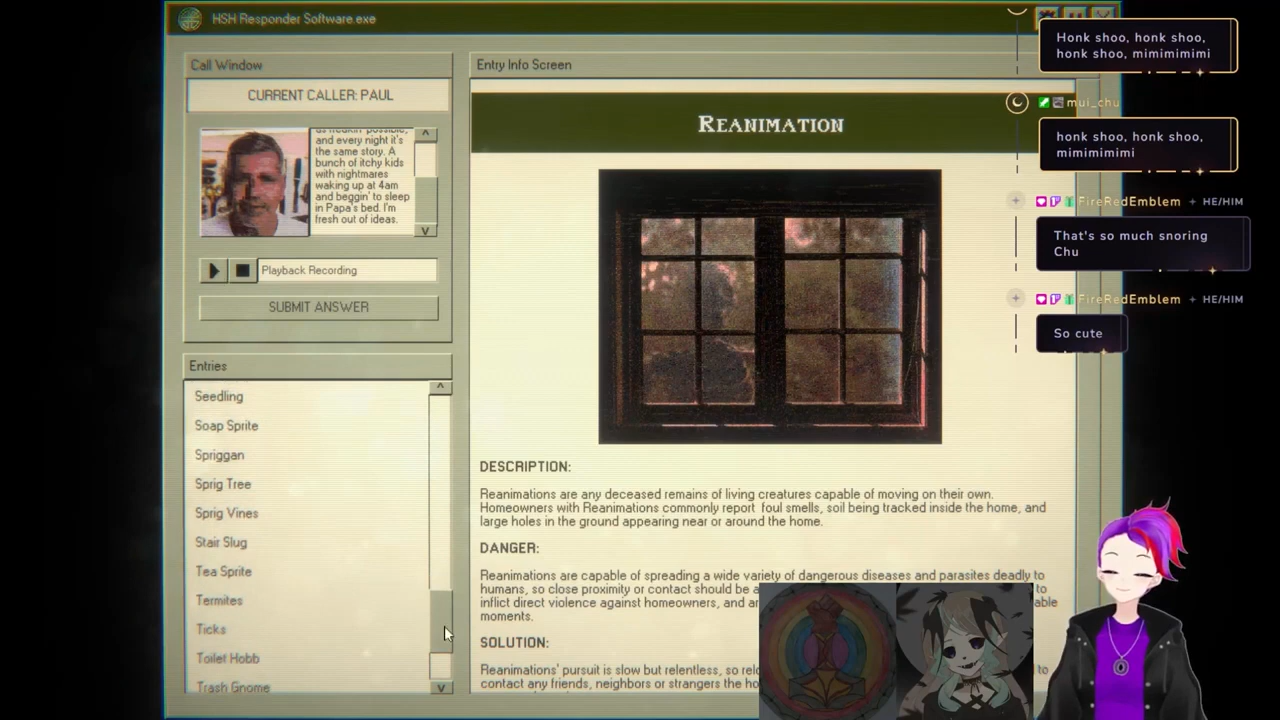 HSH Responder Software.exe
Call Window
CURRENT CALLER: PAUL
as freakin' possible,
and every night it's
the same story. A
bunch of itchy kids
with nightmares
waking up at 4am
and beggin' to sleep
in Papa's bed. I'm
fresh out of ideas.
Playback Recording
SUBMIT ANSWER
Entries
Seedling
Soap Sprite
Spriggan
Sprig Tree
Sprig Vines
Stair Slug
Tea Sprite
Termites
Ticks
Toilet Hobb
Trash Gnome
Entry Info Screen
REANIMATION
DESCRIPTION:
Reanimations are any deceased remains of living creatures capable of moving on their own.
Homeowners with Reanimations commonly report foul smells, soil being tracked inside the home, and
large holes in the ground appearing near or around the home.
DANGER:
Reanimations are capable of spreading a wide variety of dangerous diseases and parasites deadly to
humans, so close proximity or contact should be a
to
inflict direct violence against homeowners, and ar
able
moments.
SOLUTION:
Reanimations' pursuit is slow but relentless, so relo
to
contact any friends, neighbors or strangers the ho
Honk shoo, honk shoo,
honk shoo, mimimimimi
mui_chu
honk shoo, honk shoo,
mimimimimi
FireRedEmblem + HE/HIM
That's so much snoring
Chu
FireRedEmblem + HE/HIM
So cute